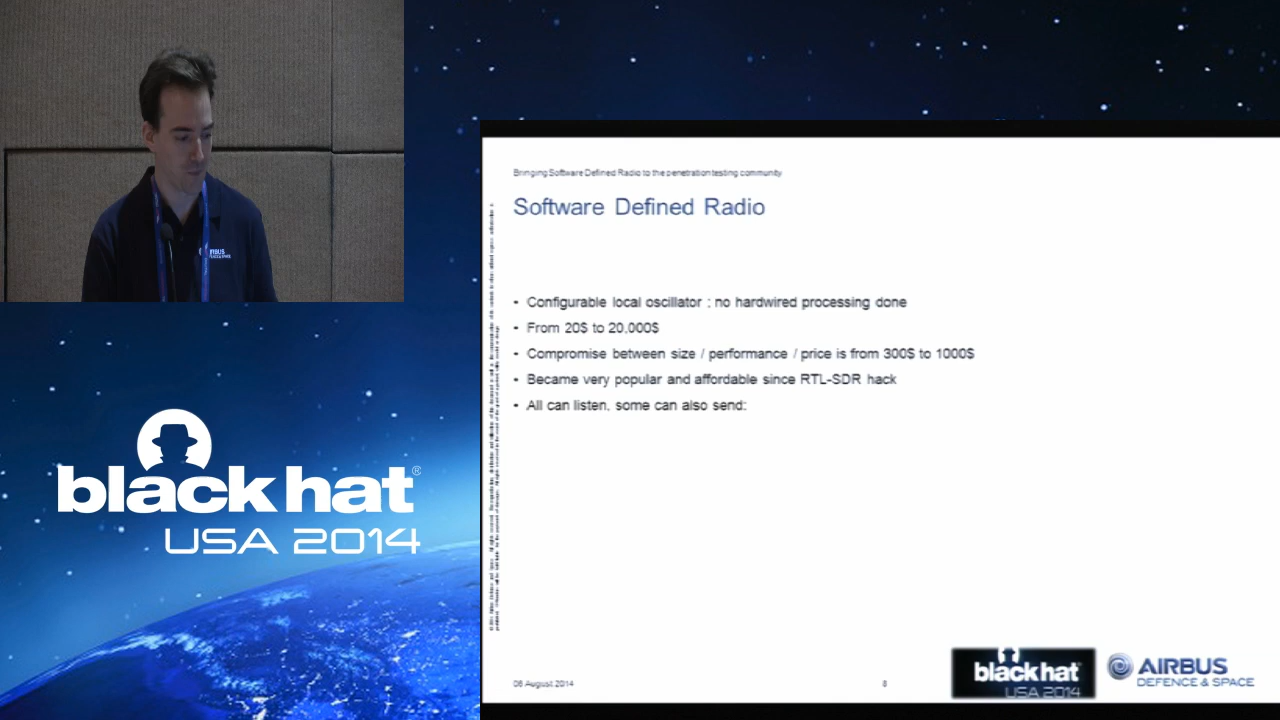 AIRBUS
black hat®
USA 2014
Bringing Software Defined Radio to the penetration testing community
Software Defined Radio
• Configurable local oscillator : no hardwired processing done
• From 20$ to 20,000$
• Compromise between size / performance / price is from 300$ to 1000$
• Became very popular and affordable since RTL-SDR hack
• All can listen, some can also send:
06 August 2014
8
black hat
USA 2014
AIRBUS
DEFENCE & SPACE